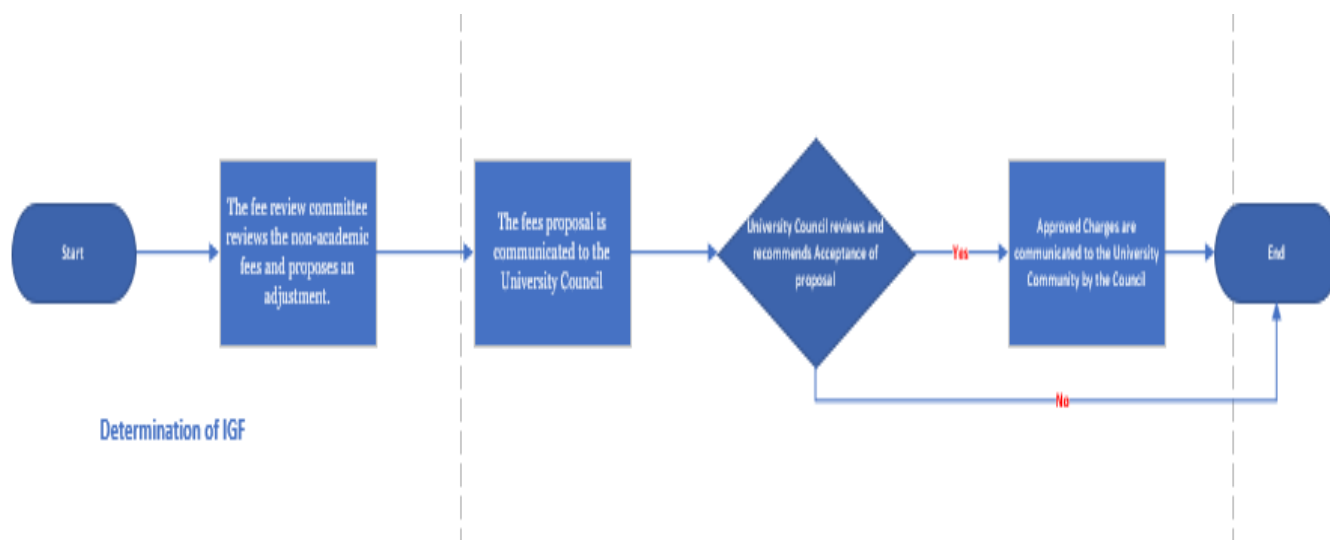 Start
The fee review committee
reviews the non-academic
fees and proposes an
adjustment.
The fees proposal is
communicated to the
University Council
University Council reviews and
recommends Acceptance of
proposal
Yes
Approved Charges are
communicated to the University
Community by the Council
End
No
Determination of IGF